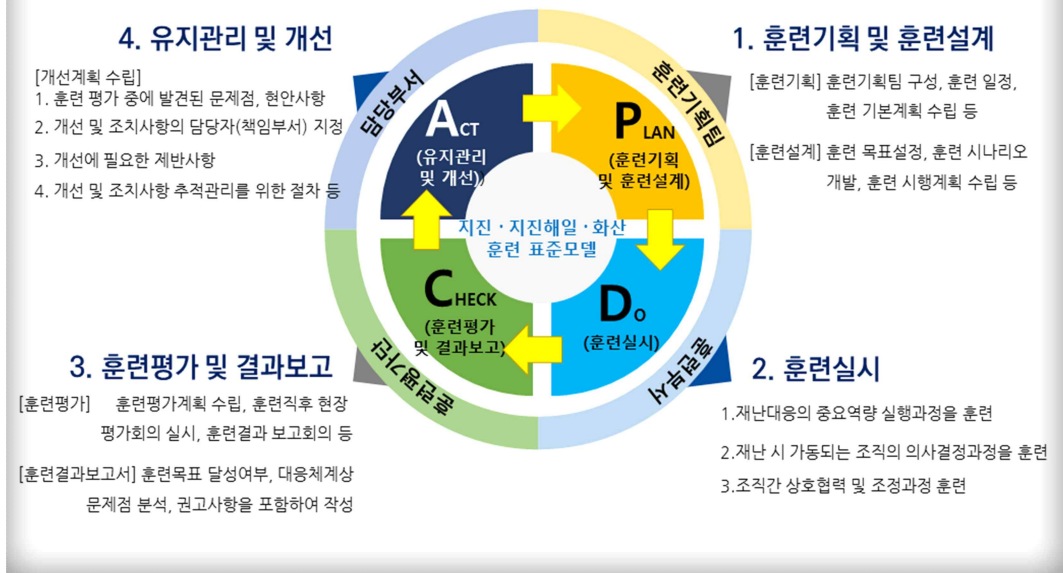 4. 유지관리 및 개선
[개선계획 수립]
1. 훈련 평가 중에 발견된 문제점, 현안사항
2. 개선 및 조치사항의 담당자(책임부서) 지정
3. 개선에 필요한 제반사항
4. 개선 및 조치사항 추적관리를 위한 절차 등
담당부서
ACT
(유지관리
및 개선))
훈련기획팀
PLAN
(훈련기획
및 훈련설계)
1. 훈련기획 및 훈련설계
[훈련기획] 훈련기획팀 구성, 훈련 일정,
훈련 기본계획 수립 등
[훈련설계] 훈련 목표설정, 훈련 시나리오
개발, 훈련 시행계획 수립 등
지진 · 지진해일 · 화산
훈련 표준모델
CHECK
(훈련평가
및 결과보고)
훈련평가단
DO
(훈련실시)
훈련부서
3. 훈련평가 및 결과보고
[훈련평가] 훈련평가계획 수립, 훈련직후 현장
평가회의 실시, 훈련결과 보고회의 등
[훈련결과보고서] 훈련목표 달성여부, 대응체계상
문제점 분석, 권고사항을 포함하여 작성
2. 훈련실시
1.재난대응의 중요역량 실행과정을 훈련
2.재난 시 가동되는 조직의 의사결정과정을 훈련
3.조직간 상호협력 및 조정과정 훈련